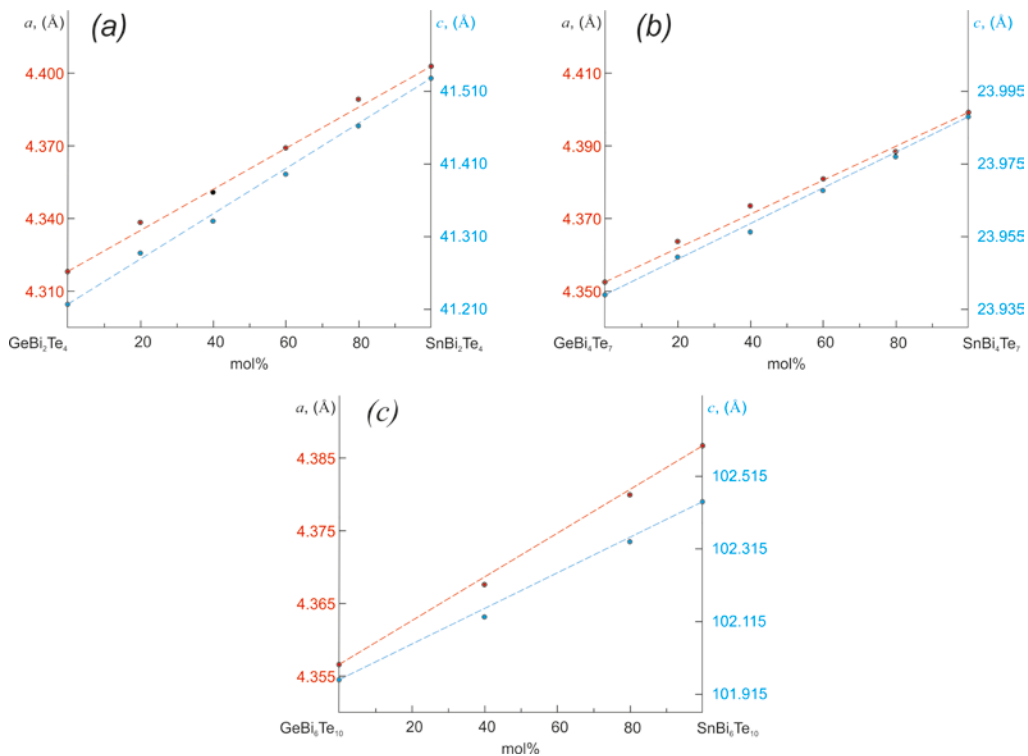 a, (Å) (a) c, (Å)
4.400
4.370
4.340
4.310
41.510
41.410
41.310
41.210
GeBi₂Te₄ 20 40 60 80 SnBi₂Te₄
mol%
a, (Å) (b) c, (Å)
4.410
4.390
4.370
4.350
23.995
23.975
23.955
23.935
GeBi₄Te₇ 20 40 60 80 SnBi₄Te₇
mol%
a, (Å) (c) c, (Å)
4.385
4.375
4.365
4.355
102.515
102.315
102.115
101.915
GeBi₆Te₁₀ 20 40 60 80 SnBi₆Te₁₀
mol%